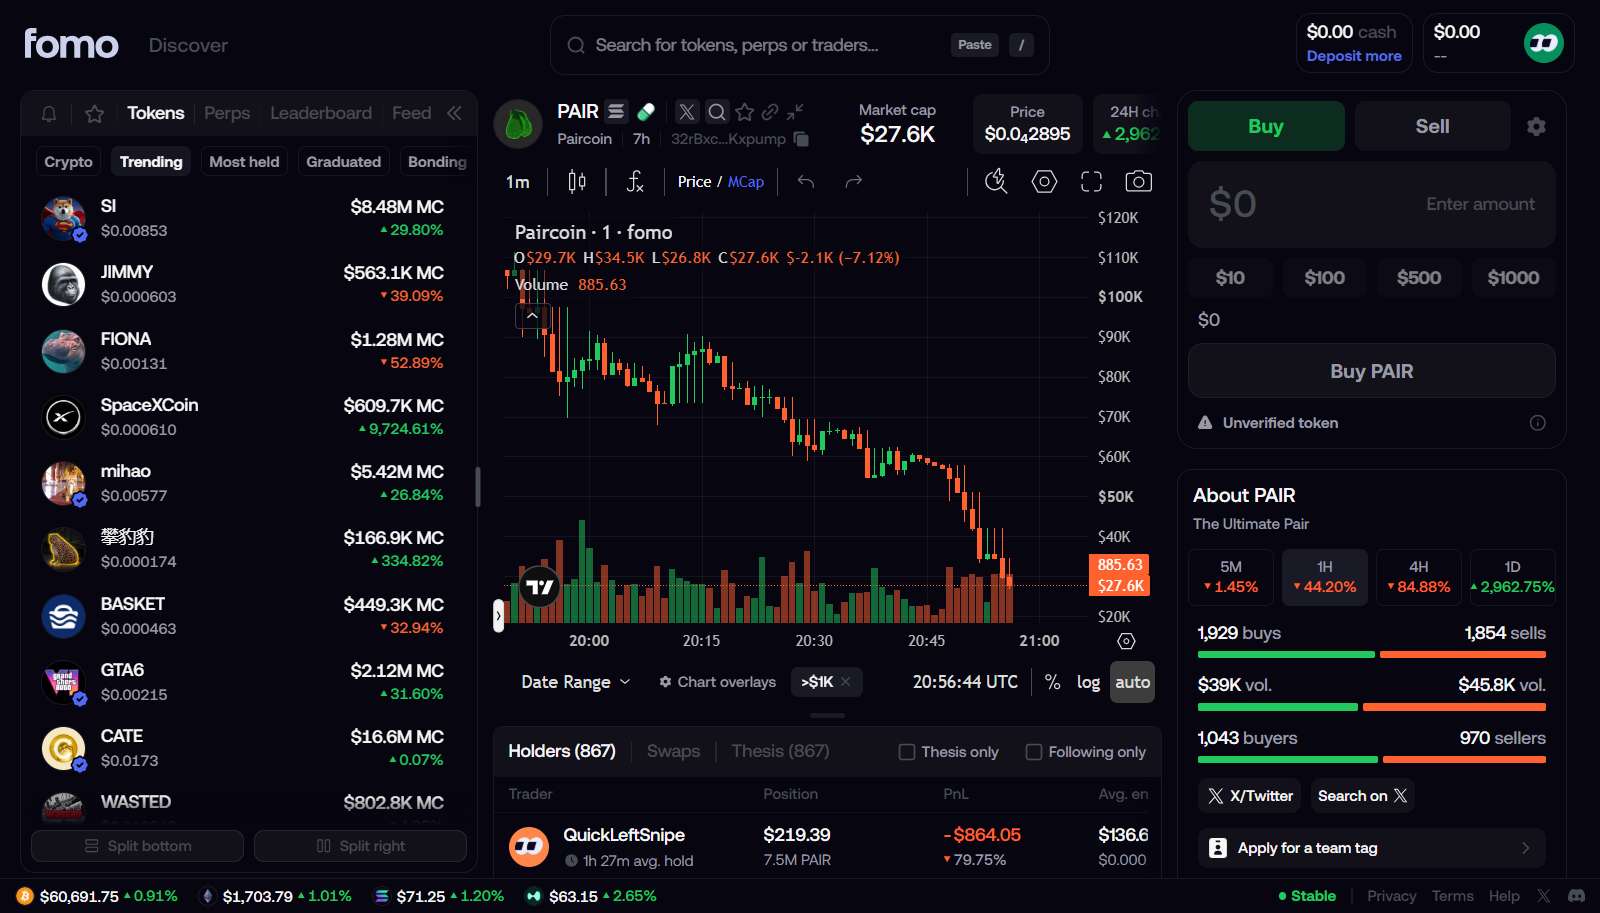 fomo
Discover
Search for tokens, perps or traders...
Paste
/
$0.00 cash
Deposit more
$0.00
--
Tokens
Perps
Leaderboard
Feed
Crypto
Trending
Most held
Graduated
Bonding
SI
$0.00853
$8.48M MC
29.80%
JIMMY
$0.000603
$563.1K MC
39.09%
FIONA
$0.00131
$1.28M MC
52.89%
SpaceXCoin
$0.000610
$609.7K MC
9,724.61%
mihao
$0.00577
$5.42M MC
26.84%
攀豹豹
$0.000174
$166.9K MC
334.82%
BASKET
$0.000463
$449.3K MC
32.94%
GTA6
$0.00215
$2.12M MC
31.60%
CATE
$0.0173
$16.6M MC
0.07%
WASTED
$802.8K MC
Split bottom
Split right
PAIR
Paircoin
7h
32rBxc...Kxpump
Market cap
$27.6K
Price
$0.0₄2895
24H ch
2,962
1m
Price / MCap
Paircoin · 1 · fomo
O$29.7K H$34.5K L$26.8K C$27.6K $-2.1K (−7.12%)
Volume 885.63
$120K
$110K
$100K
$90K
$80K
$70K
$60K
$50K
$40K
885.63
$27.6K
$20K
20:00
20:15
20:30
20:45
21:00
Date Range
Chart overlays
>$1K
20:56:44 UTC
%
log
auto
Holders (867)
Swaps
Thesis (867)
Thesis only
Following only
Trader
Position
PnL
Avg. en
QuickLeftSnipe
1h 27m avg. hold
$219.39
7.5M PAIR
-$864.05
79.75%
$136.6
$0.000
Buy
Sell
$0
Enter amount
$10
$100
$500
$1000
$0
Buy PAIR
Unverified token
About PAIR
The Ultimate Pair
5M
1.45%
1H
44.20%
4H
84.88%
1D
2,962.75%
1,929 buys
1,854 sells
$39K vol.
$45.8K vol.
1,043 buyers
970 sellers
X/Twitter
Search on X
Apply for a team tag
$60,691.75 0.91%
$1,703.79 1.01%
$71.25 1.20%
$63.15 2.65%
Stable
Privacy
Terms
Help